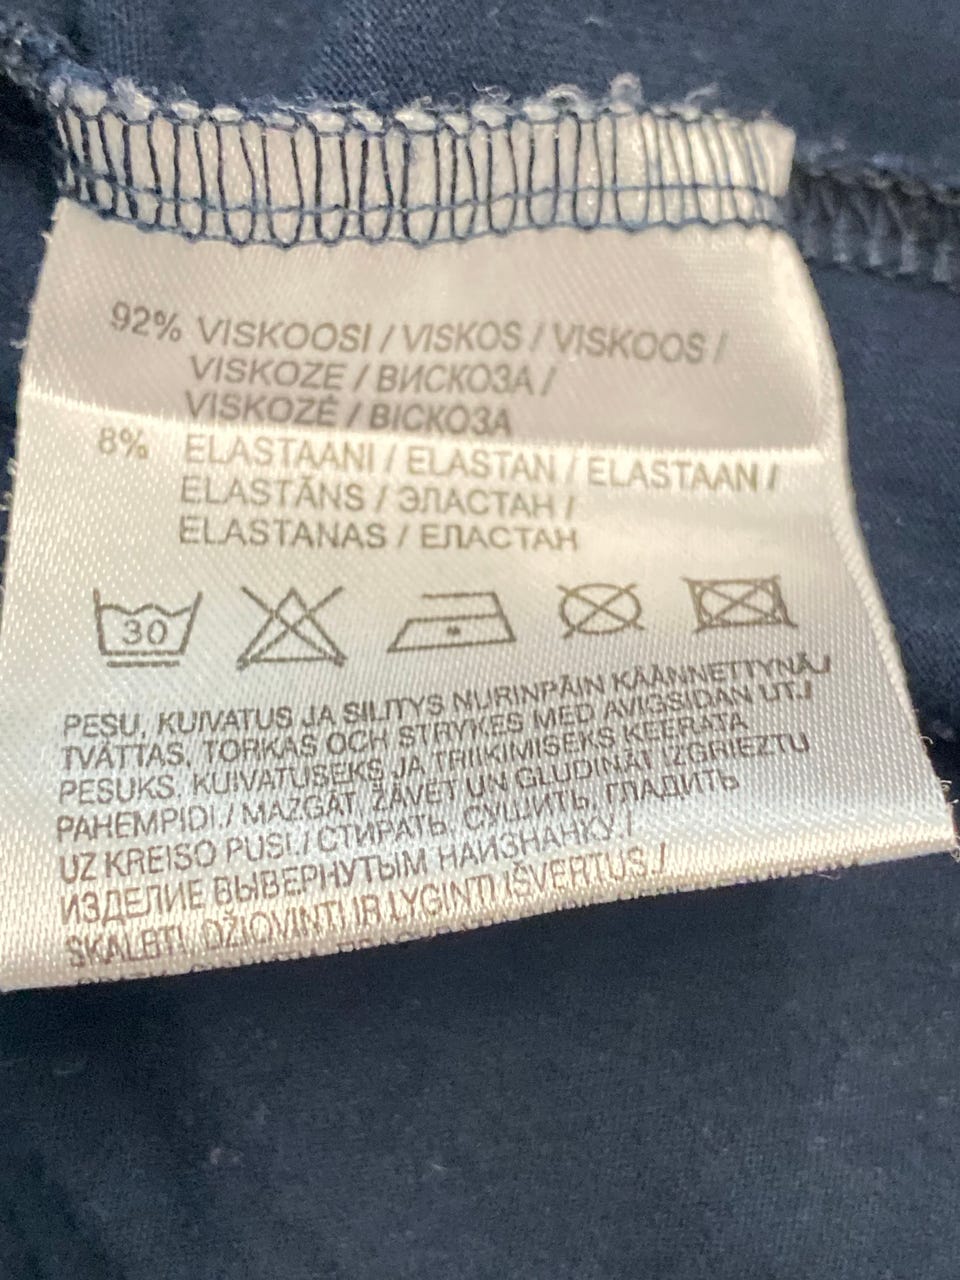 92% VISKOOSI / VISKOS / VISKOOS /
VISKOZE / ВИСКОЗА /
VISKOZĖ / ВІСКОЗА
8% ELASTAANI / ELASTAN / ELASTAAN /
ELASTĀNS / ЭЛАСТАН /
ELASTANAS / ЕЛАСТАН
30
PESU, KUIVATUS JA SILITYS NURINPÄIN KÄÄNNETTYNÄ./
TVÄTTAS, TORKAS OCH STRYKES MED AVIGSIDAN UT./
PESUKS, KUIVATUSEKS JA TRIIKIMISEKS KEERATA
PAHEMPIDI./ MAZGĀT, ŽĀVĒT UN GLUDINĀT IZGRIEZTU
UZ KREISO PUSI./ СТИРАТЬ, СУШИТЬ, ГЛАДИТЬ
ИЗДЕЛИЕ ВЫВЕРНУТЫМ НАИЗНАНКУ./
SKALBTI, DŽIOVINTI IR LYGINTI IŠVERTUS./